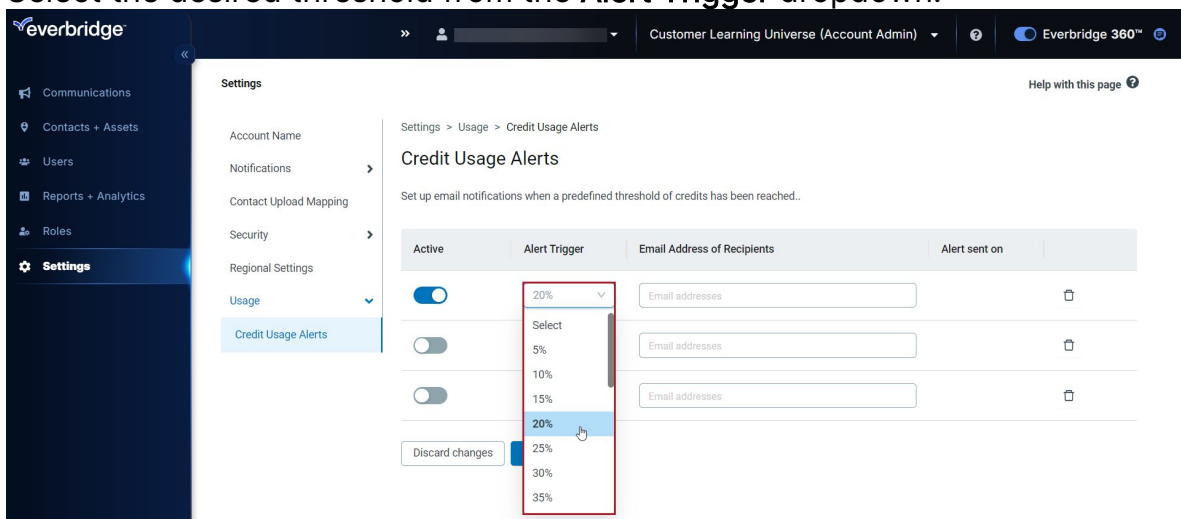 Select the desired threshold from the Alert Trigger dropdown.
everbridge
« » Customer Learning Universe (Account Admin) Everbridge 360™
Communications
Contacts + Assets
Users
Reports + Analytics
Roles
Settings
Settings
Help with this page
Account Name
Notifications
Contact Upload Mapping
Security
Regional Settings
Usage
Credit Usage Alerts
Settings > Usage > Credit Usage Alerts
Credit Usage Alerts
Set up email notifications when a predefined threshold of credits has been reached..
Active Alert Trigger Email Address of Recipients Alert sent on
20% Email addresses
Email addresses
Email addresses
Select
5%
10%
15%
20%
25%
30%
35%
Discard changes